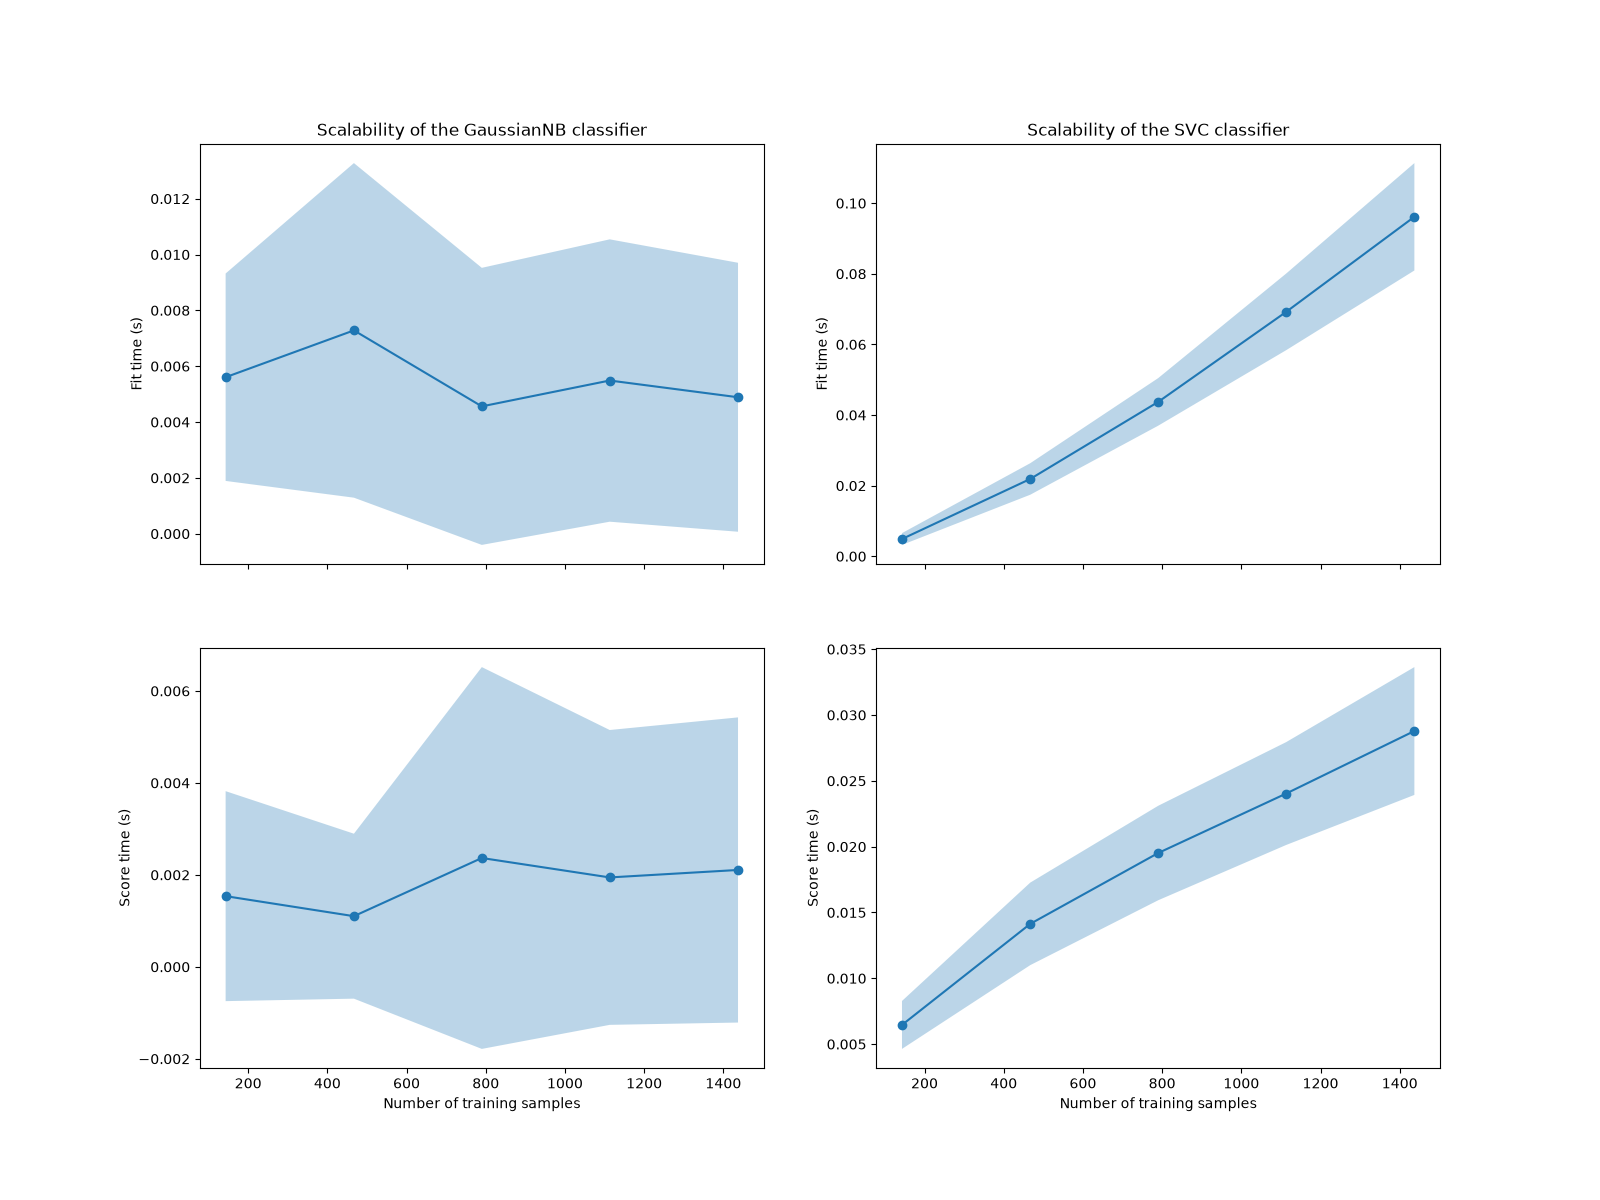 Scalability of the GaussianNB classifier
0.012
0.010
0.008
0.006
0.004
0.002
0.000
Fit time (s)
Scalability of the SVC classifier
0.10
0.08
0.06
0.04
0.02
0.00
Fit time (s)
0.006
0.004
0.002
0.000
−0.002
Score time (s)
200 400 600 800 1000 1200 1400
Number of training samples
0.035
0.030
0.025
0.020
0.015
0.010
0.005
Score time (s)
200 400 600 800 1000 1200 1400
Number of training samples